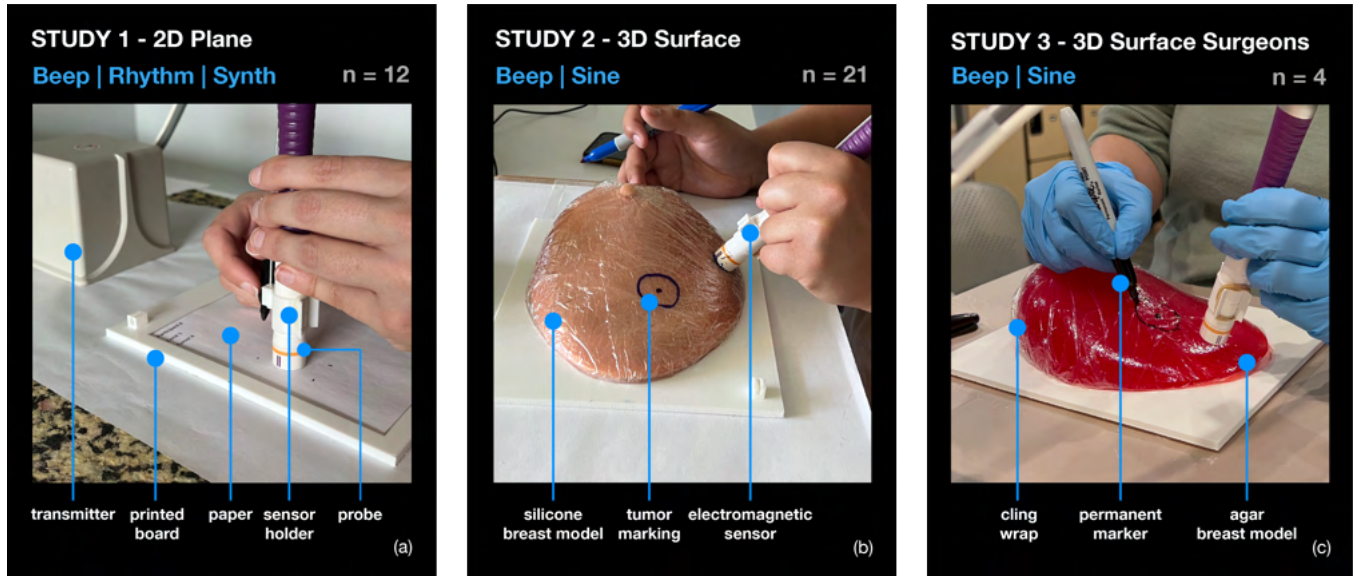 STUDY 1 - 2D Plane
Beep | Rhythm | Synth n = 12
transmitter printed board paper sensor holder probe
(a)
STUDY 2 - 3D Surface
Beep | Sine n = 21
silicone breast model tumor marking electromagnetic sensor
(b)
STUDY 3 - 3D Surface Surgeons
Beep | Sine n = 4
cling wrap permanent marker agar breast model
(c)